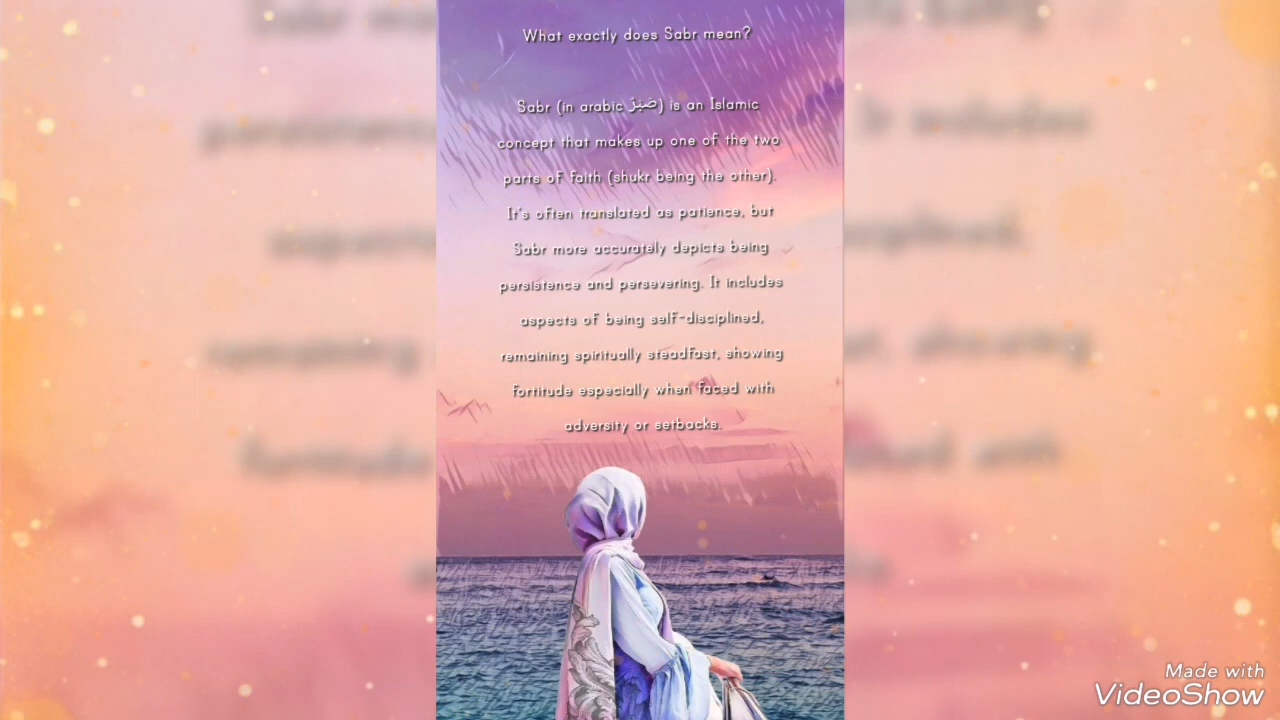 What exactly does Sabr mean?
Sabr (in arabic صَبْرٌ) is an Islamic
concept that makes up one of the two
parts of faith (shukr being the other).
It's often translated as patience, but
Sabr more accurately depicts being
persistence and persevering. It includes
aspects of being self-disciplined,
remaining spiritually steadfast, showing
fortitude especially when faced with
adversity or setbacks.
Made with
VideoShow